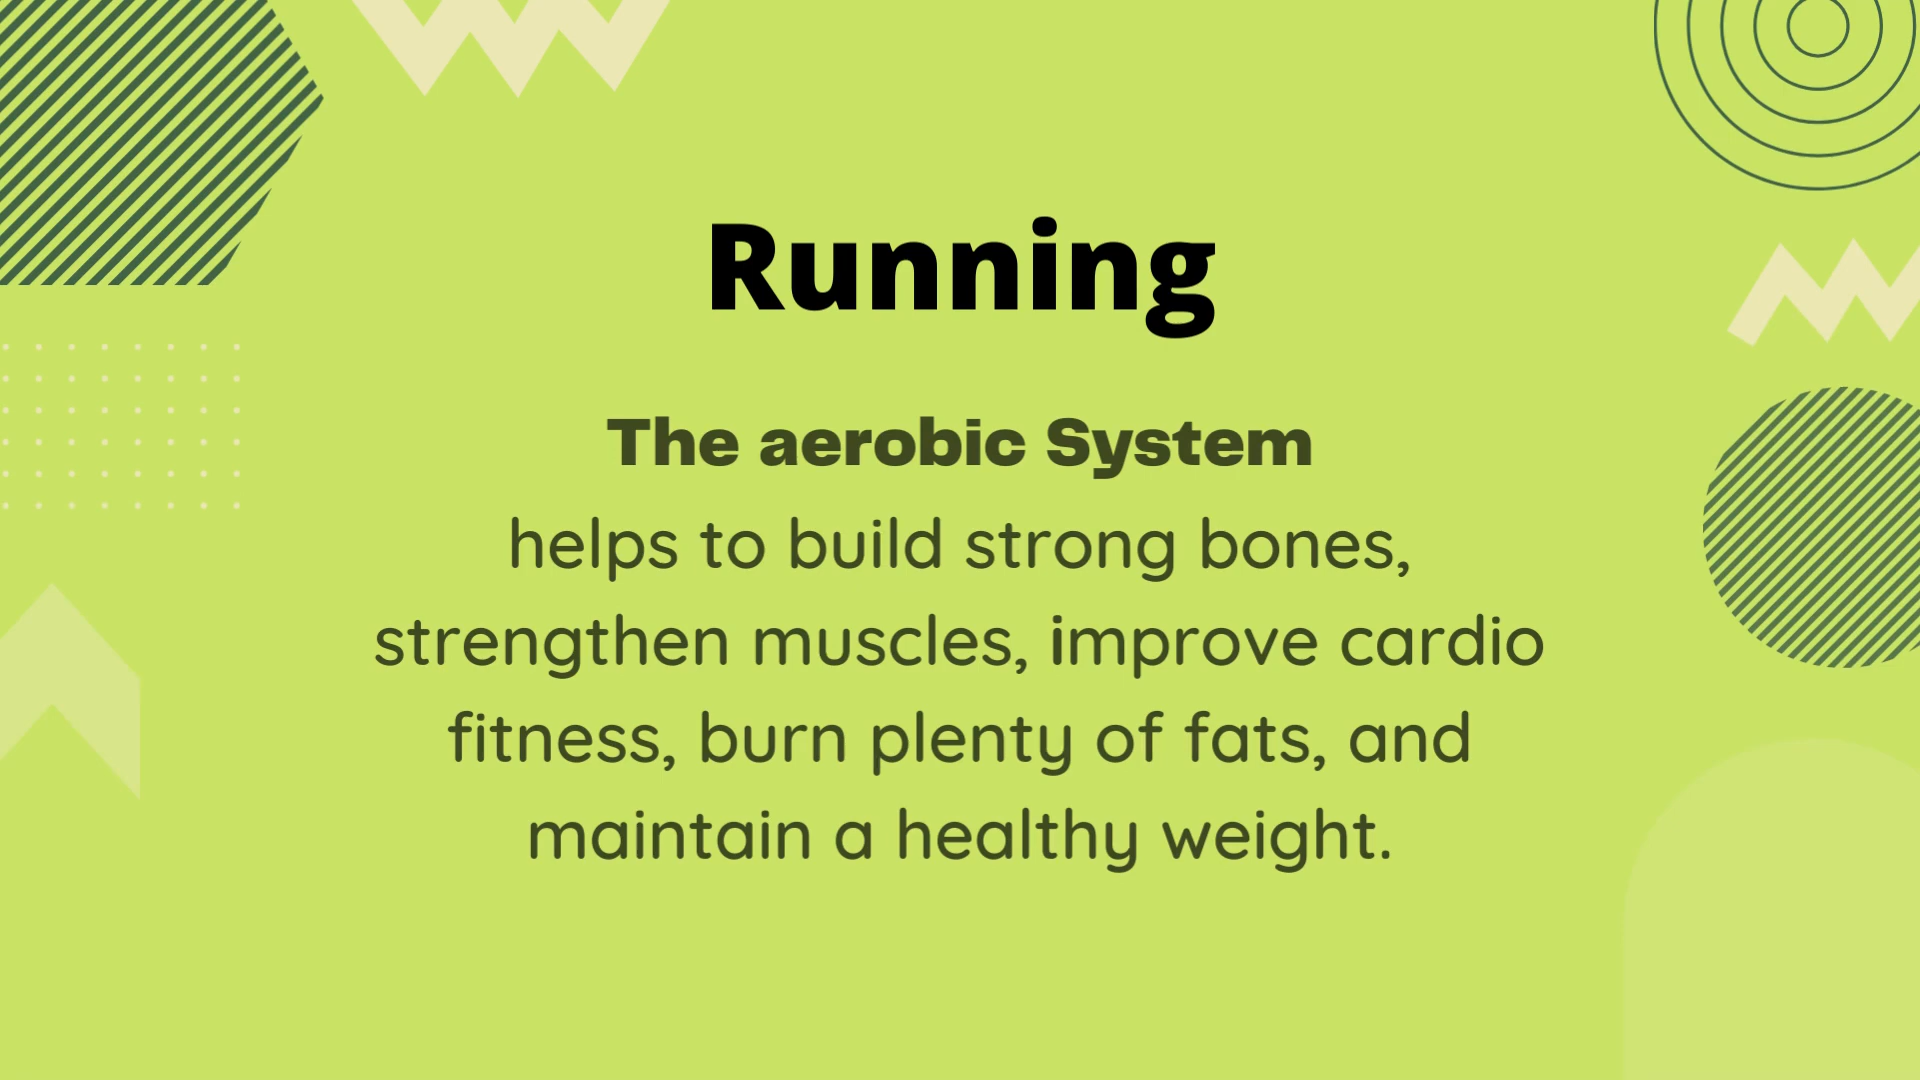 Running
The aerobic System
helps to build strong bones,
strengthen muscles, improve cardio
fitness, burn plenty of fats, and
maintain a healthy weight.